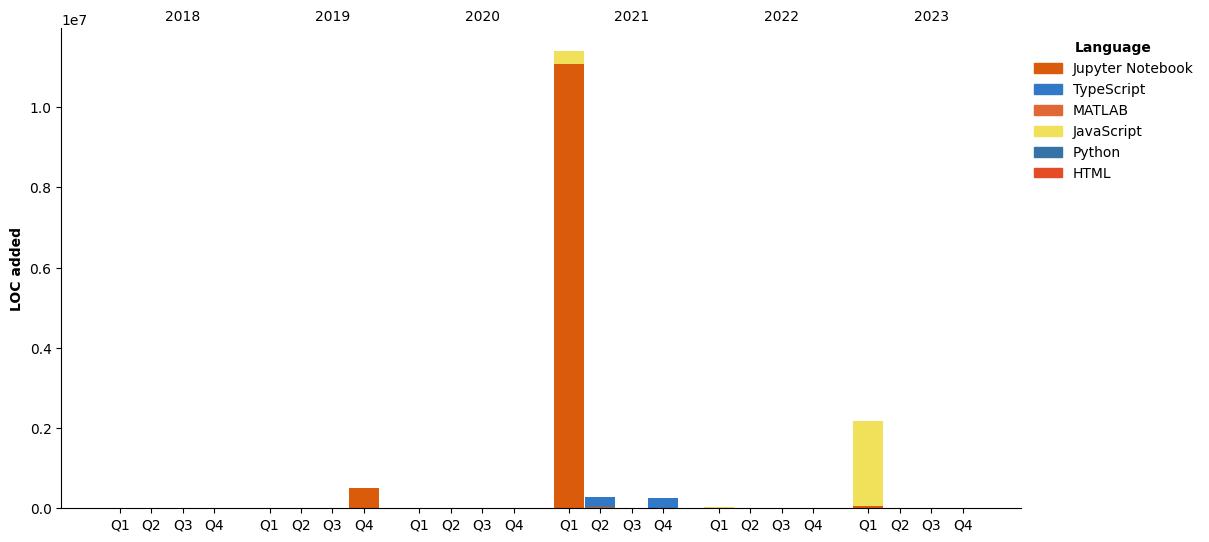 1e7
2018 2019 2020 2021 2022 2023
Language
Jupyter Notebook
TypeScript
MATLAB
JavaScript
Python
HTML
LOC added
1.0
0.8
0.6
0.4
0.2
0.0
Q1 Q2 Q3 Q4 Q1 Q2 Q3 Q4 Q1 Q2 Q3 Q4 Q1 Q2 Q3 Q4 Q1 Q2 Q3 Q4 Q1 Q2 Q3 Q4